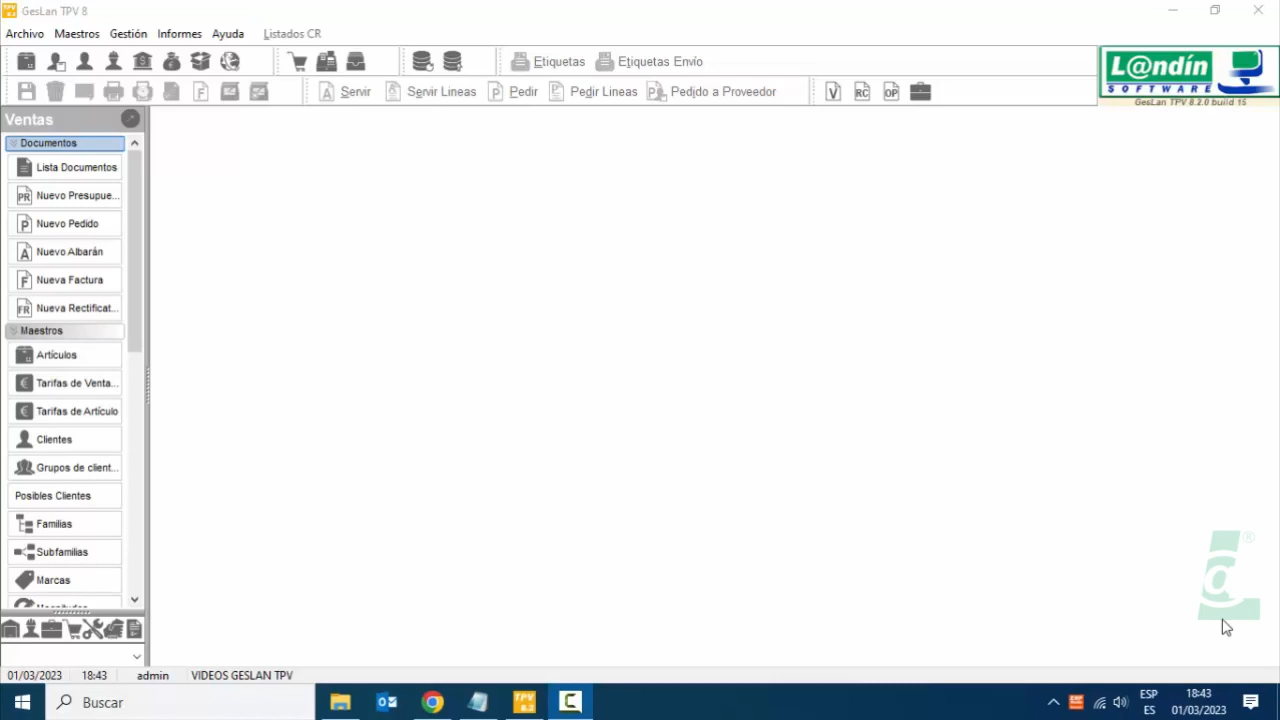 GesLan TPV 8
Archivo Maestros Gestión Informes Ayuda Listados CR
Etiquetas Etiquetas Envío
Servir Servir Lineas Pedir Pedir Lineas Pedido a Proveedor V RC OP
L@ndín
SOFTWARE
GesLan TPV 8.2.0 build 15
Ventas
Documentos
Lista Documentos
Nuevo Presupue...
Nuevo Pedido
Nuevo Albarán
Nueva Factura
Nueva Rectificat...
Maestros
Artículos
Tarifas de Venta...
Tarifas de Artículo
Clientes
Grupos de client...
Posibles Clientes
Familias
Subfamilias
Marcas
01/03/2023 18:43 admin VIDEOS GESLAN TPV
Buscar
ESP
ES
18:43
01/03/2023